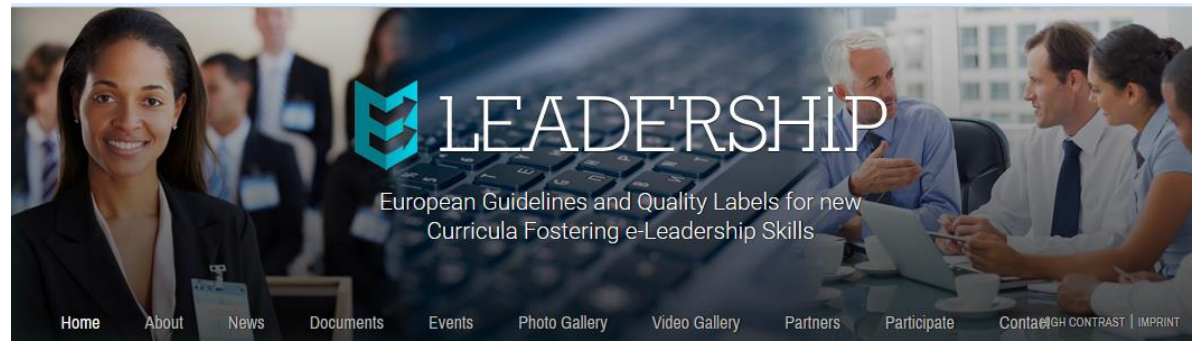 E LEADERSHIP
European Guidelines and Quality Labels for new
Curricula Fostering e-Leadership Skills
Home About News Documents Events Photo Gallery Video Gallery Partners Participate Contact HIGH CONTRAST | IMPRINT